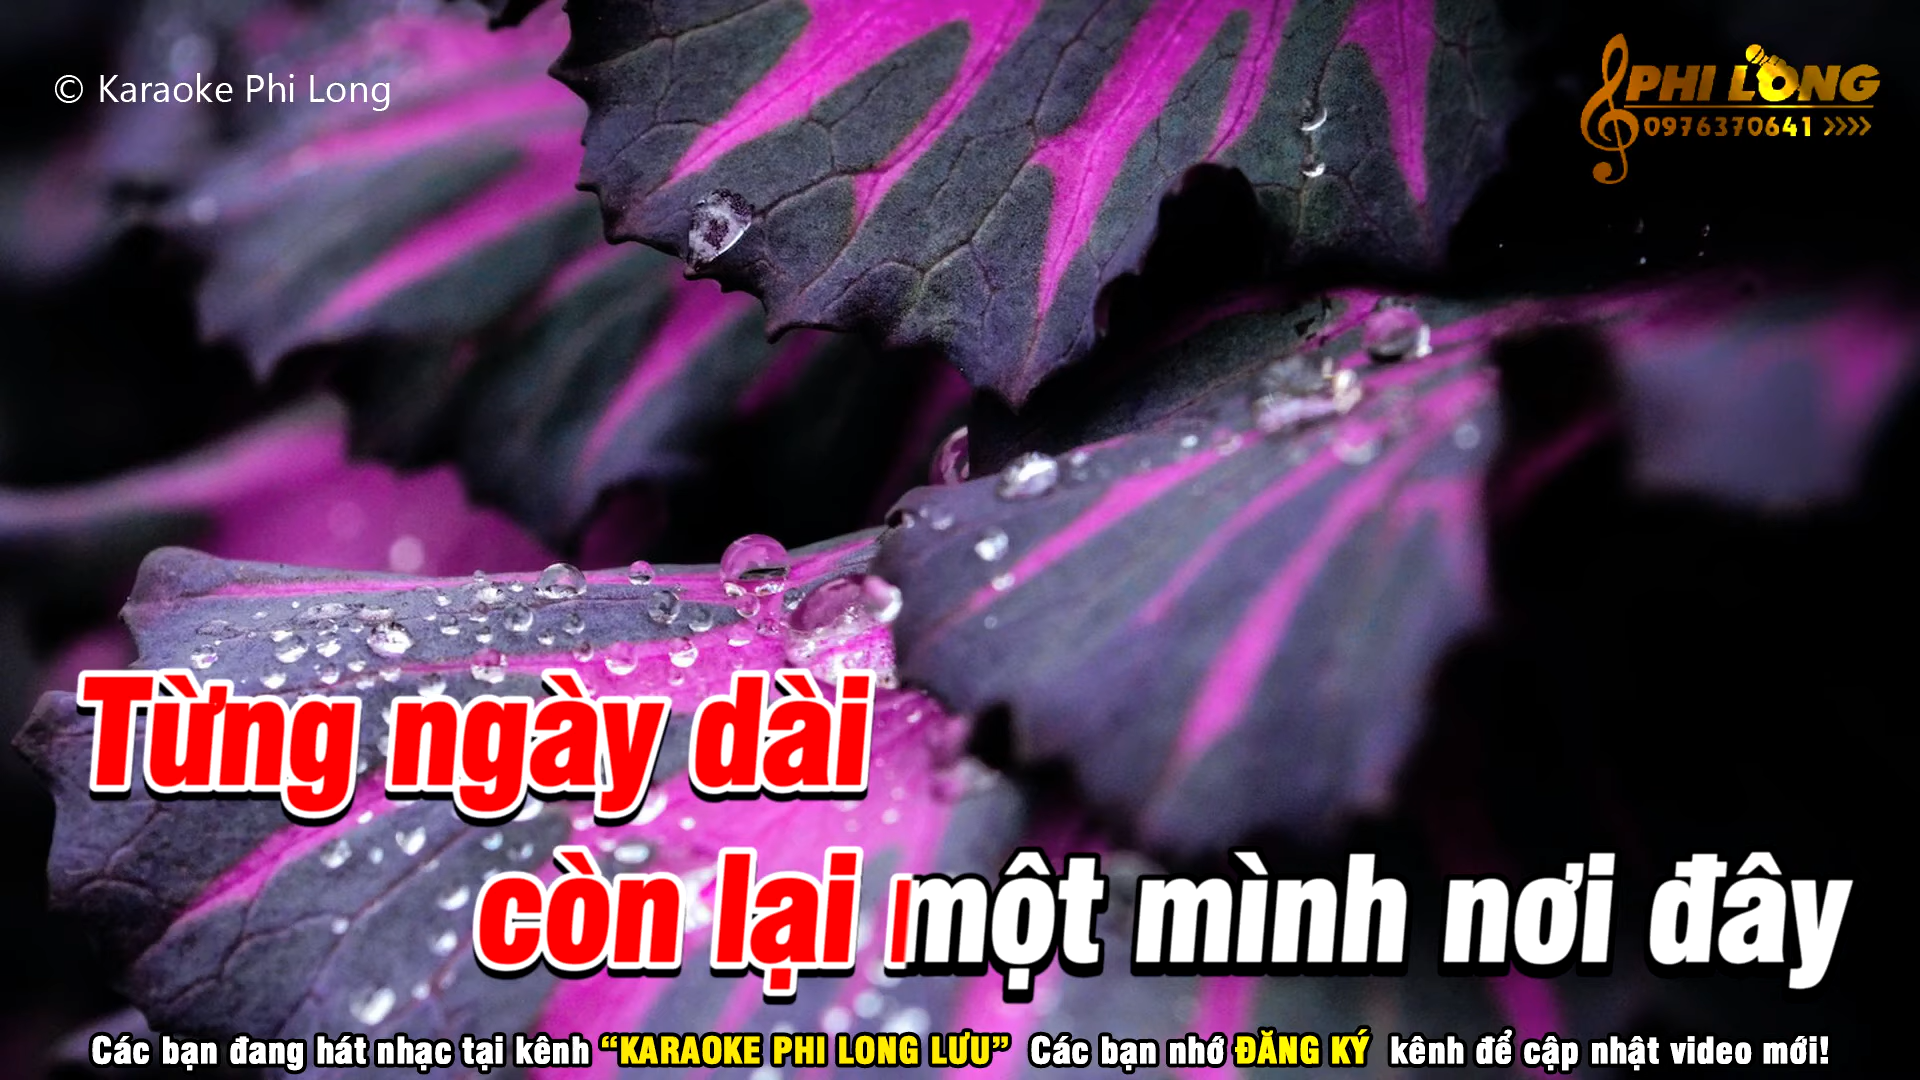 © Karaoke Phi Long
PHI LONG
0976370641 »»
Từng ngày dài
còn lại một mình nơi đây
Các bạn đang hát nhạc tại kênh “KARAOKE PHI LONG LƯU” Các bạn nhớ ĐĂNG KÝ kênh để cập nhật video mới!